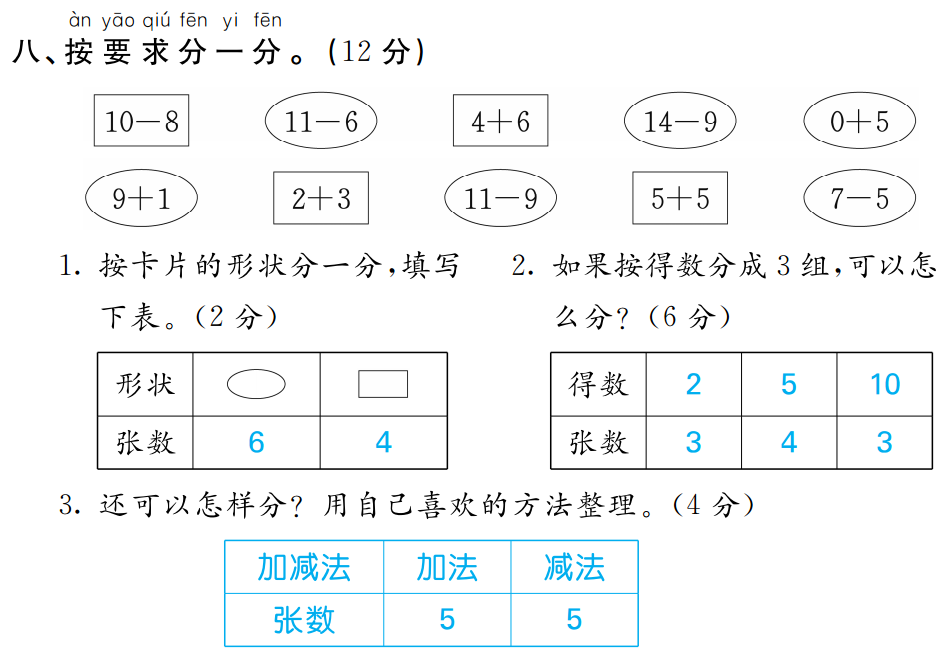 àn yāo qiú fēn yi fēn
八、按要求分一分。(12分)
10－8 11－6 4＋6 14－9 0＋5
9＋1 2＋3 11－9 5＋5 7－5
1. 按卡片的形状分一分,填写
下表。(2分)
形状
张数 6 4
2. 如果按得数分成3组,可以怎
么分? (6分)
得数 2 5 10
张数 3 4 3
3. 还可以怎样分? 用自己喜欢的方法整理。(4分)
加减法 加法 减法
张数 5 5